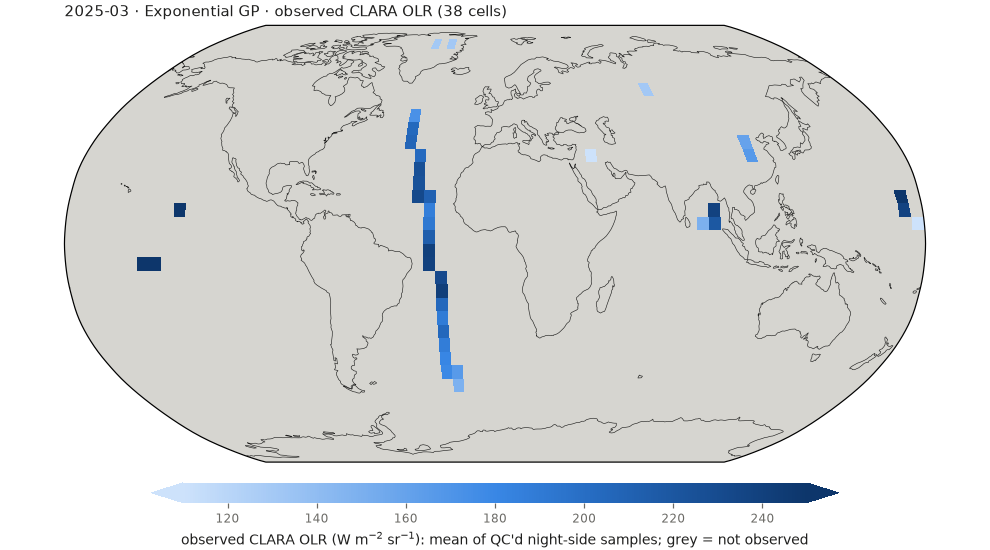 2025-03 · Exponential GP · observed CLARA OLR (38 cells)
120 140 160 180 200 220 240
observed CLARA OLR (W m⁻² sr⁻¹): mean of QC'd night-side samples; grey = not observed